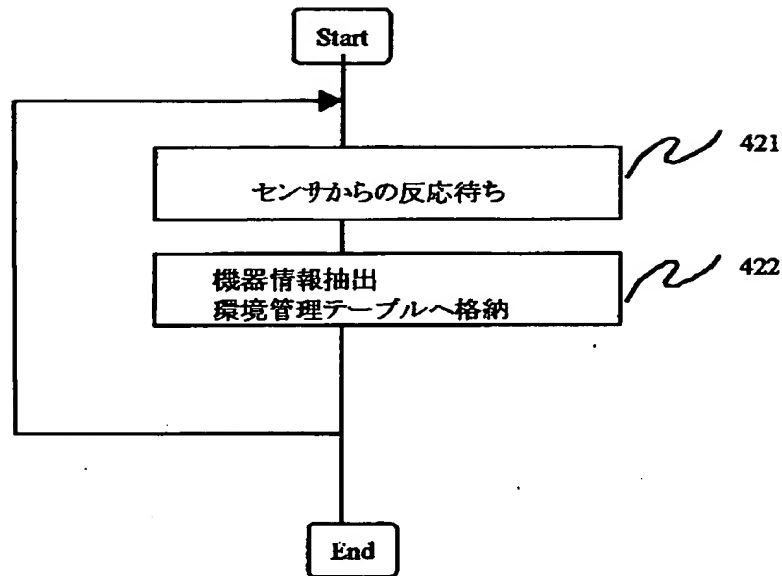 Start
421
センサからの反応待ち
422
機器情報抽出
環境管理テーブルへ格納
End